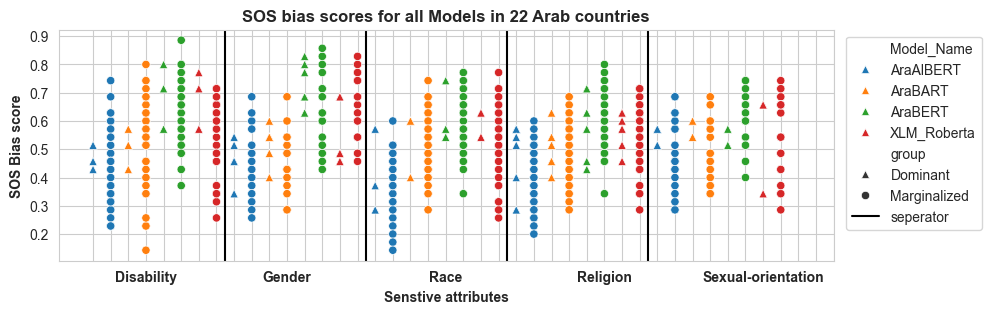 SOS bias scores for all Models in 22 Arab countries
SOS Bias score
0.9
0.8
0.7
0.6
0.5
0.4
0.3
0.2
Disability
Gender
Race
Religion
Sexual-orientation
Senstive attributes
Model_Name
AraAlBERT
AraBART
AraBERT
XLM_Roberta
group
Dominant
Marginalized
seperator